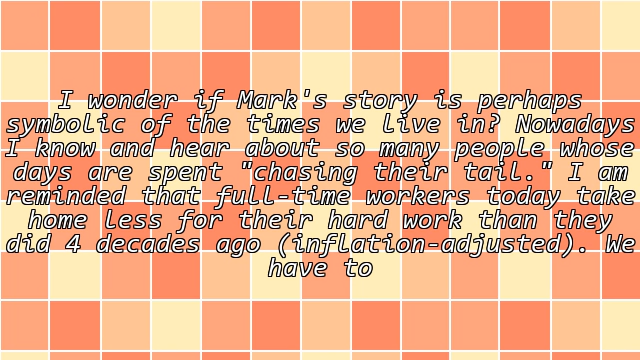 I wonder if Mark's story is perhaps
symbolic of the times we live in? Nowadays
I know and hear about so many people whose
days are spent "chasing their tail." I am
reminded that full-time workers today take
home less for their hard work than they
did 4 decades ago (inflation-adjusted). We
have to